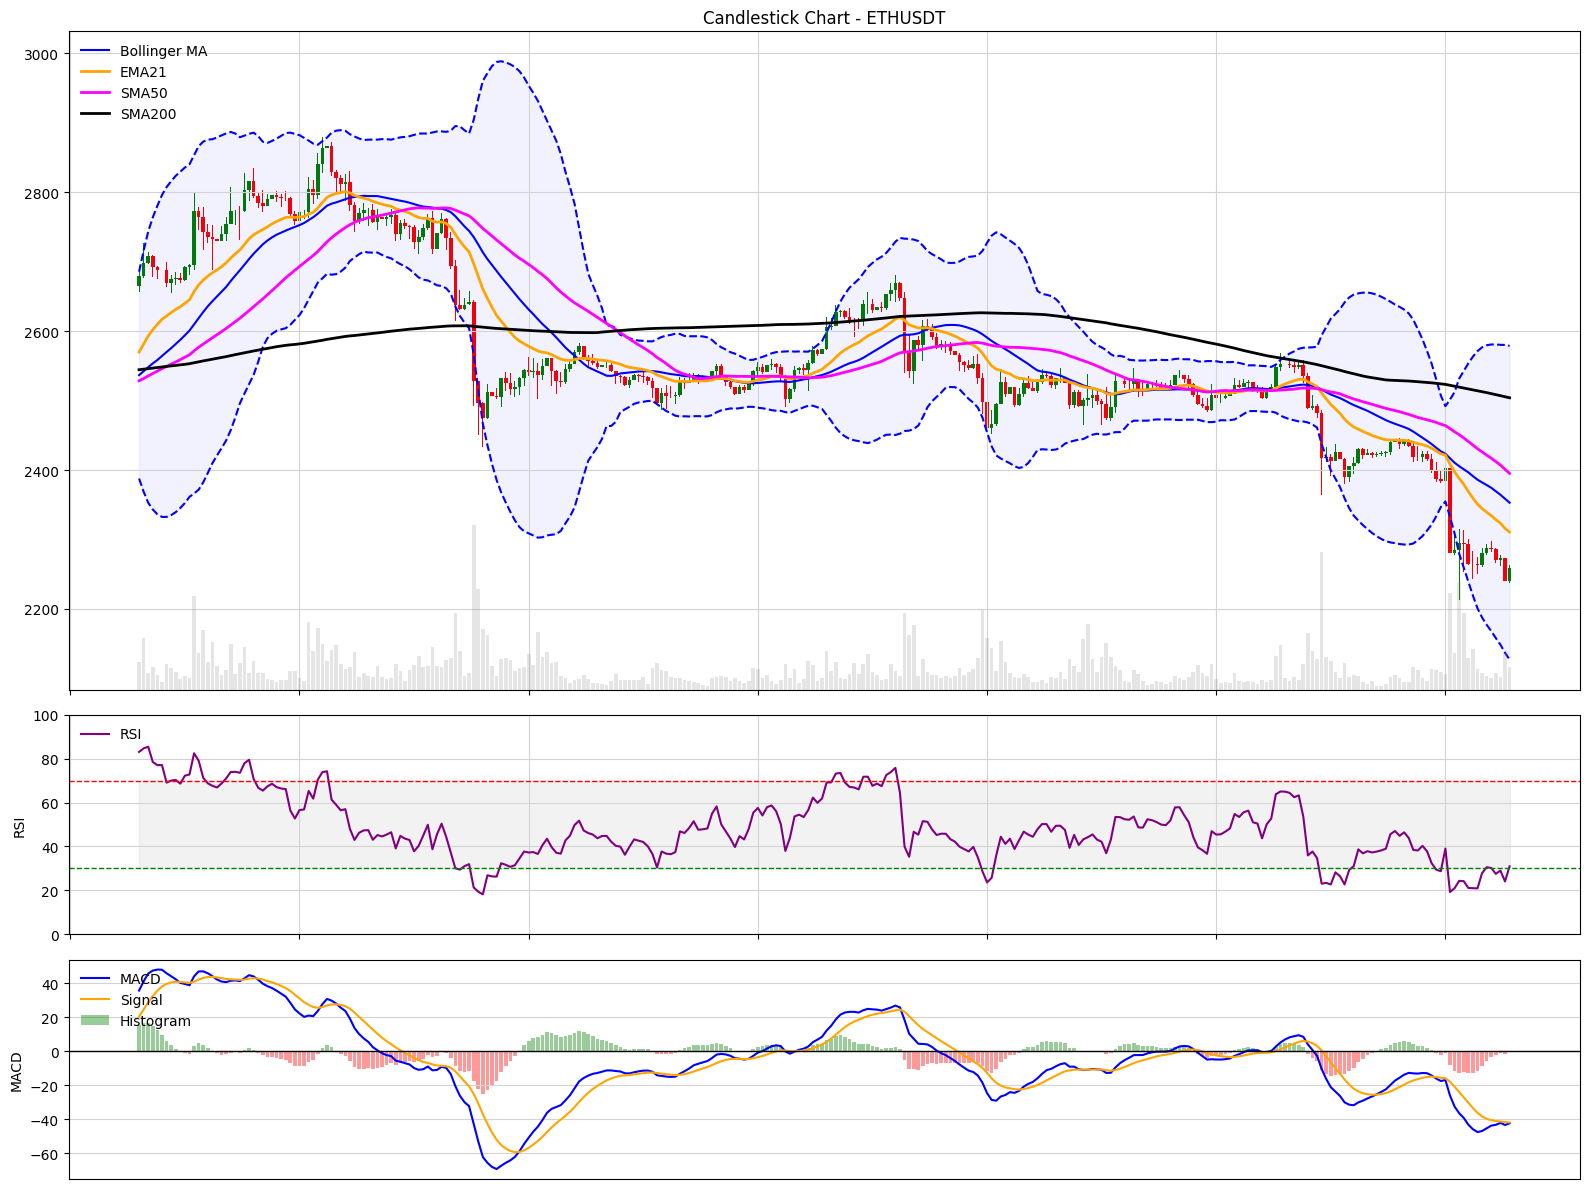 Candlestick Chart - ETHUSDT
3000
2800
2600
2400
2200
Bollinger MA
EMA21
SMA50
SMA200
100
80
60
40
20
0
RSI
RSI
40
20
0
−20
−40
−60
MACD
MACD
Signal
Histogram